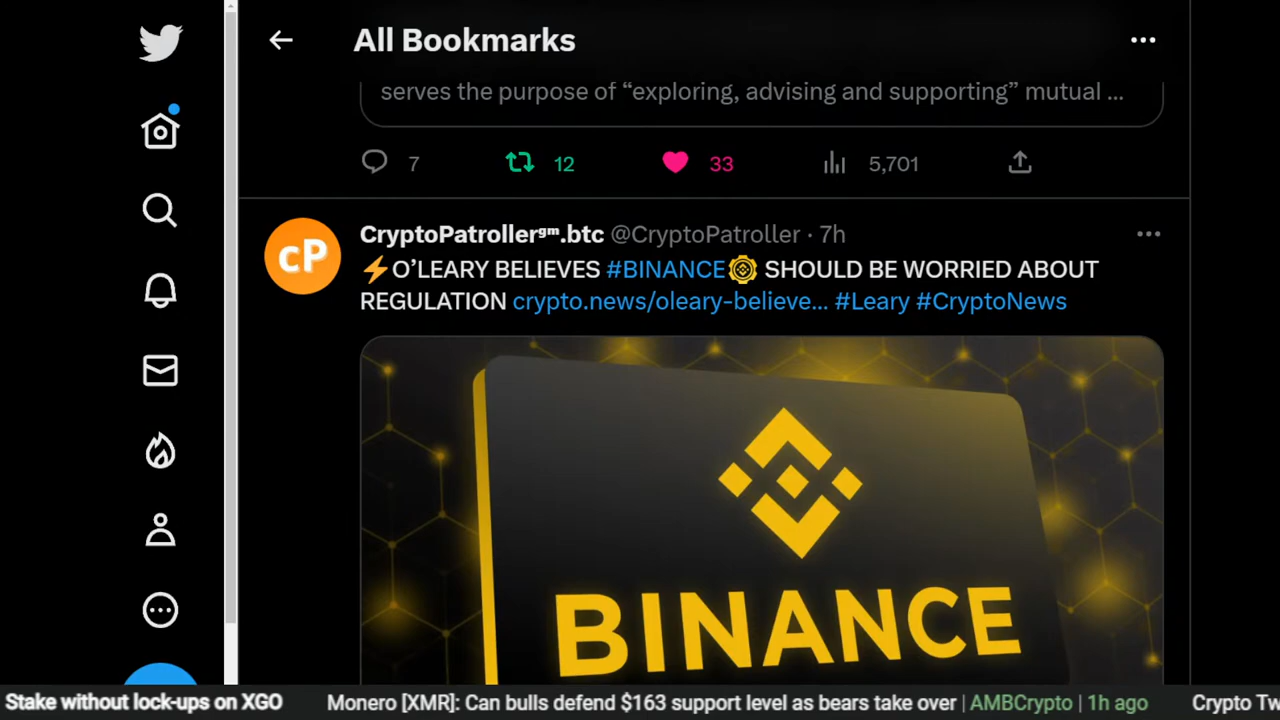 All Bookmarks
serves the purpose of “exploring, advising and supporting” mutual ...
7 12 33 5,701
cP
CryptoPatrollerᵍᵐ.btc @CryptoPatroller · 7h
⚡O’LEARY BELIEVES #BINANCE SHOULD BE WORRIED ABOUT
REGULATION crypto.news/oleary-believe... #Leary #CryptoNews
BINANCE
Stake without lock-ups on XGO Monero [XMR]: Can bulls defend $163 support level as bears take over | AMBCrypto | 1h ago Crypto Tw